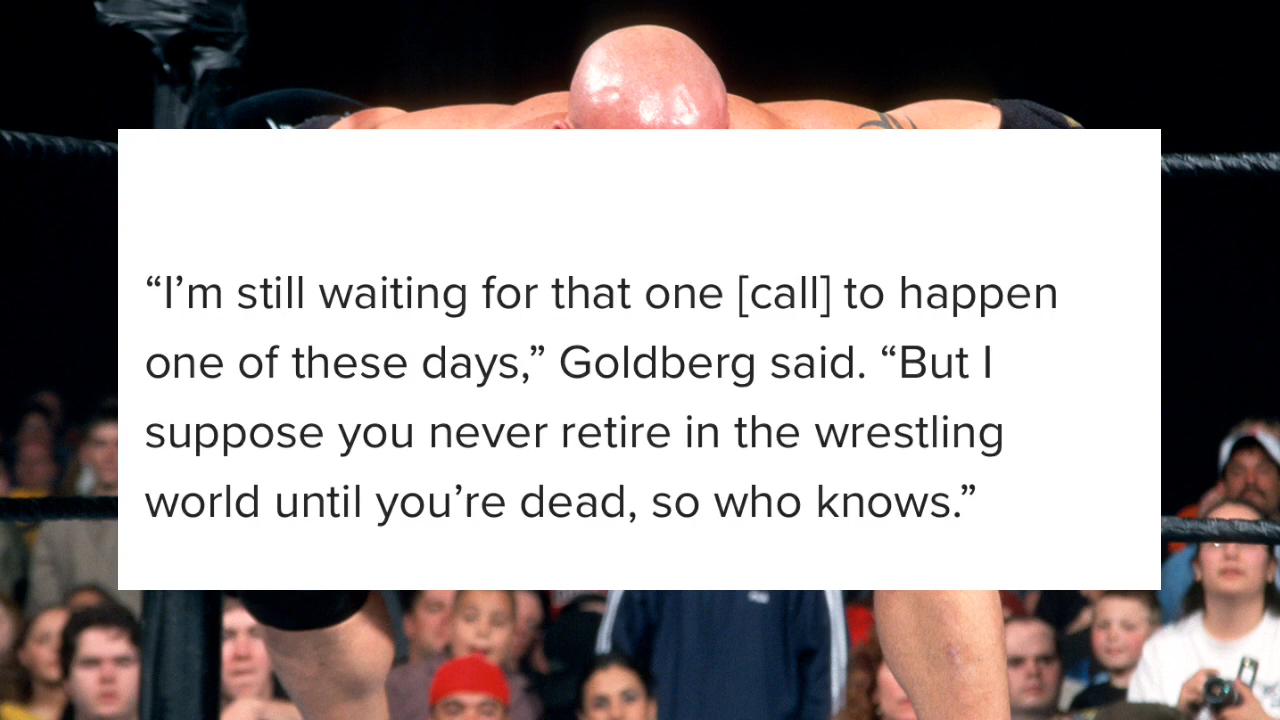 “I’m still waiting for that one [call] to happen
one of these days,” Goldberg said. “But I
suppose you never retire in the wrestling
world until you’re dead, so who knows.”